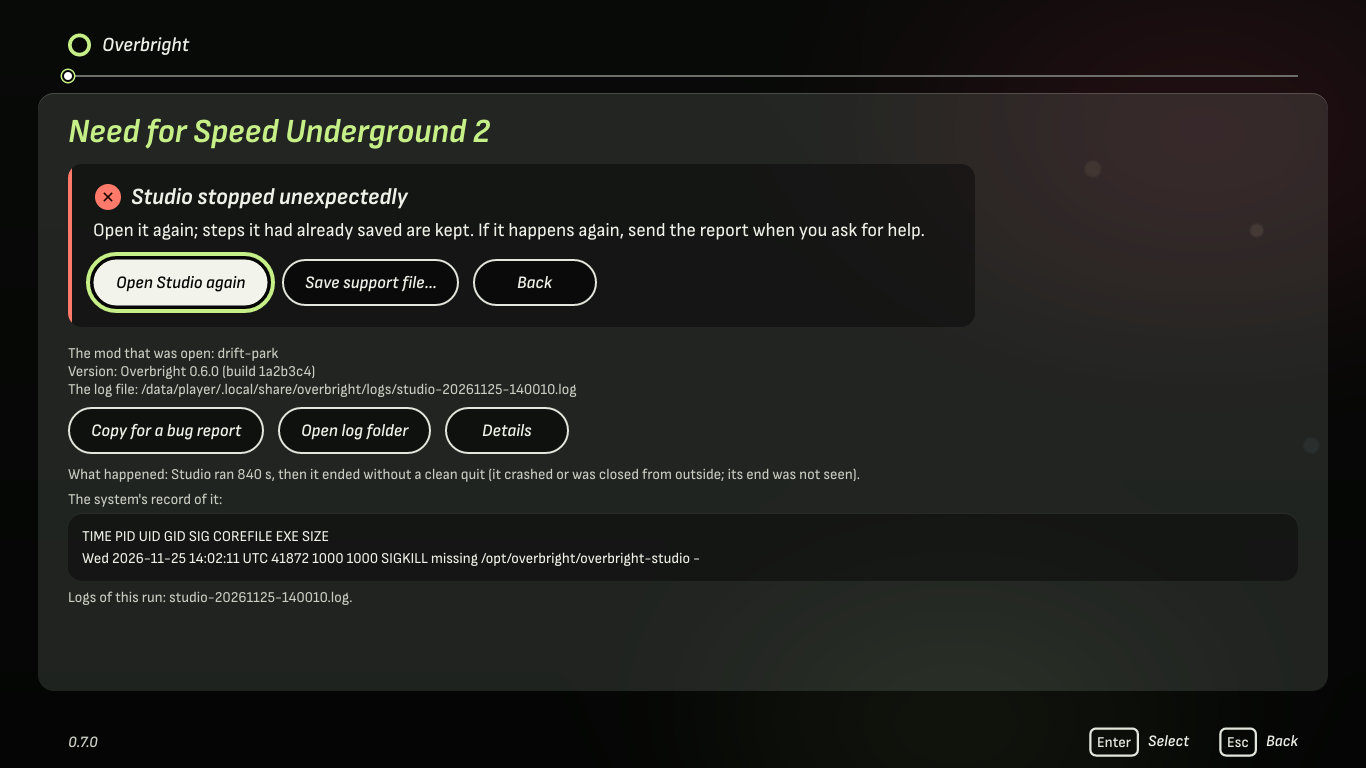 Overbright
Need for Speed Underground 2
Studio stopped unexpectedly
Open it again; steps it had already saved are kept. If it happens again, send the report when you ask for help.
Open Studio again
Save support file...
Back
The mod that was open: drift-park
Version: Overbright 0.6.0 (build 1a2b3c4)
The log file: /data/player/.local/share/overbright/logs/studio-20261125-140010.log
Copy for a bug report
Open log folder
Details
What happened: Studio ran 840 s, then it ended without a clean quit (it crashed or was closed from outside; its end was not seen).
The system's record of it:
TIME PID UID GID SIG COREFILE EXE SIZE
Wed 2026-11-25 14:02:11 UTC 41872 1000 1000 SIGKILL missing /opt/overbright/overbright-studio -
Logs of this run: studio-20261125-140010.log.
0.7.0
Enter Select
Esc Back